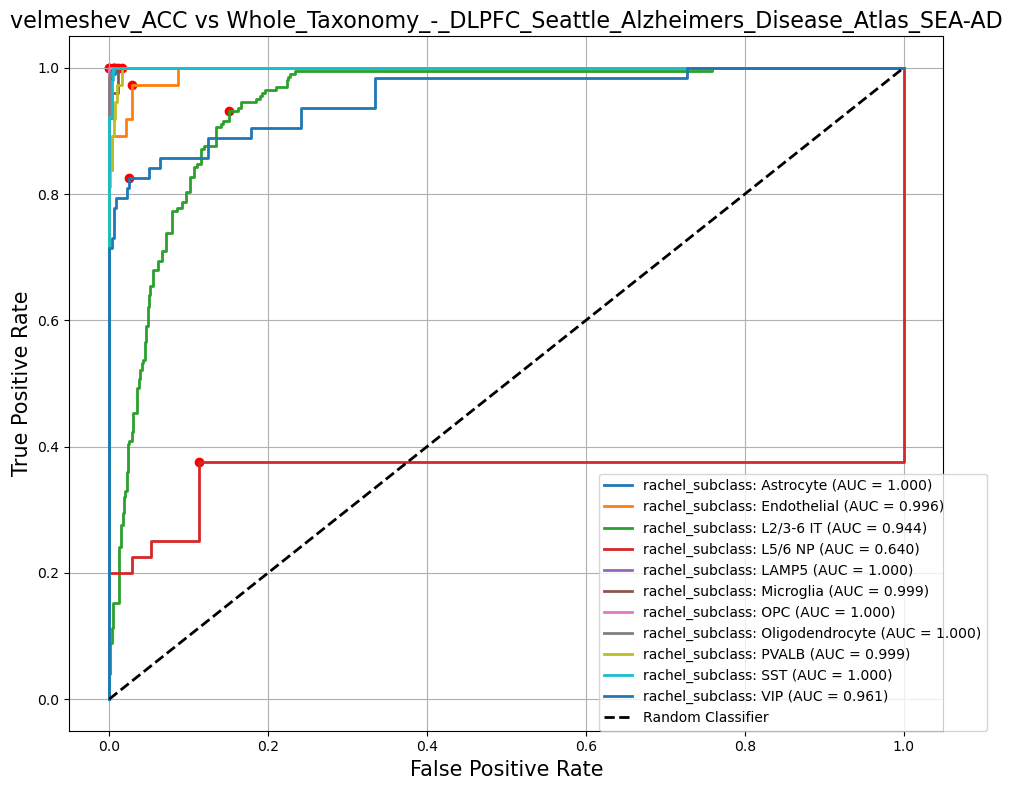 velmeshev_ACC vs Whole_Taxonomy_-_DLPFC_Seattle_Alzheimers_Disease_Atlas_SEA-AD
1.0
0.8
0.6
0.4
0.2
0.0
True Positive Rate
rachel_subclass: Astrocyte (AUC = 1.000)
rachel_subclass: Endothelial (AUC = 0.996)
rachel_subclass: L2/3-6 IT (AUC = 0.944)
rachel_subclass: L5/6 NP (AUC = 0.640)
rachel_subclass: LAMP5 (AUC = 1.000)
rachel_subclass: Microglia (AUC = 0.999)
rachel_subclass: OPC (AUC = 1.000)
rachel_subclass: Oligodendrocyte (AUC = 1.000)
rachel_subclass: PVALB (AUC = 0.999)
rachel_subclass: SST (AUC = 1.000)
rachel_subclass: VIP (AUC = 0.961)
Random Classifier
0.0 0.2 0.4 0.6 0.8 1.0
False Positive Rate